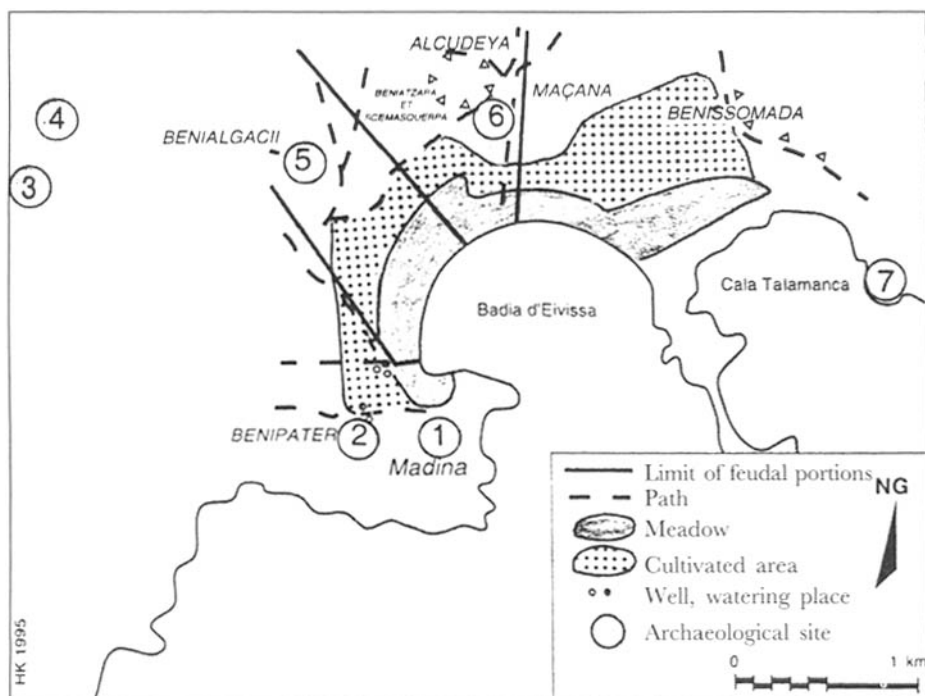 ALCUDEYA
BENIATZARA
ET
MAÇANA
4
6
BENISSOMADA
BENIALGACII
5
3
Cala Talamanca
7
Badia d'Eivissa
BENIPATER
2
1
Madina
Limit of feudal portions
Path
NG
Meadow
Cultivated area
Well, watering place
Archaeological site
0 1 km
HK 1995